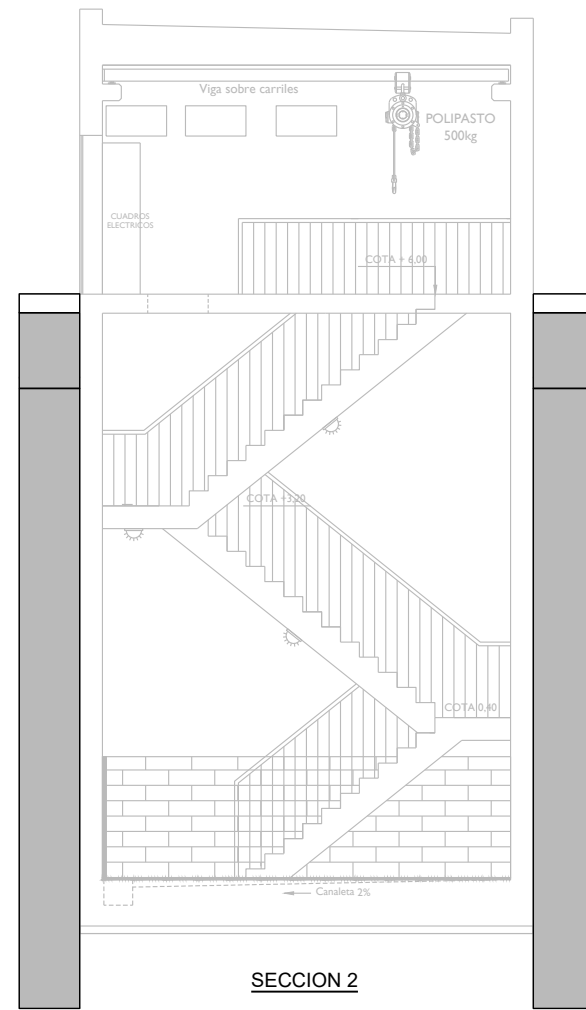 Viga sobre carriles
POLIPASTO
500kg
CUADROS
ELECTRICOS
COTA + 6,00
COTA +3,20
COTA 0,40
Canaleta 2%
SECCION 2